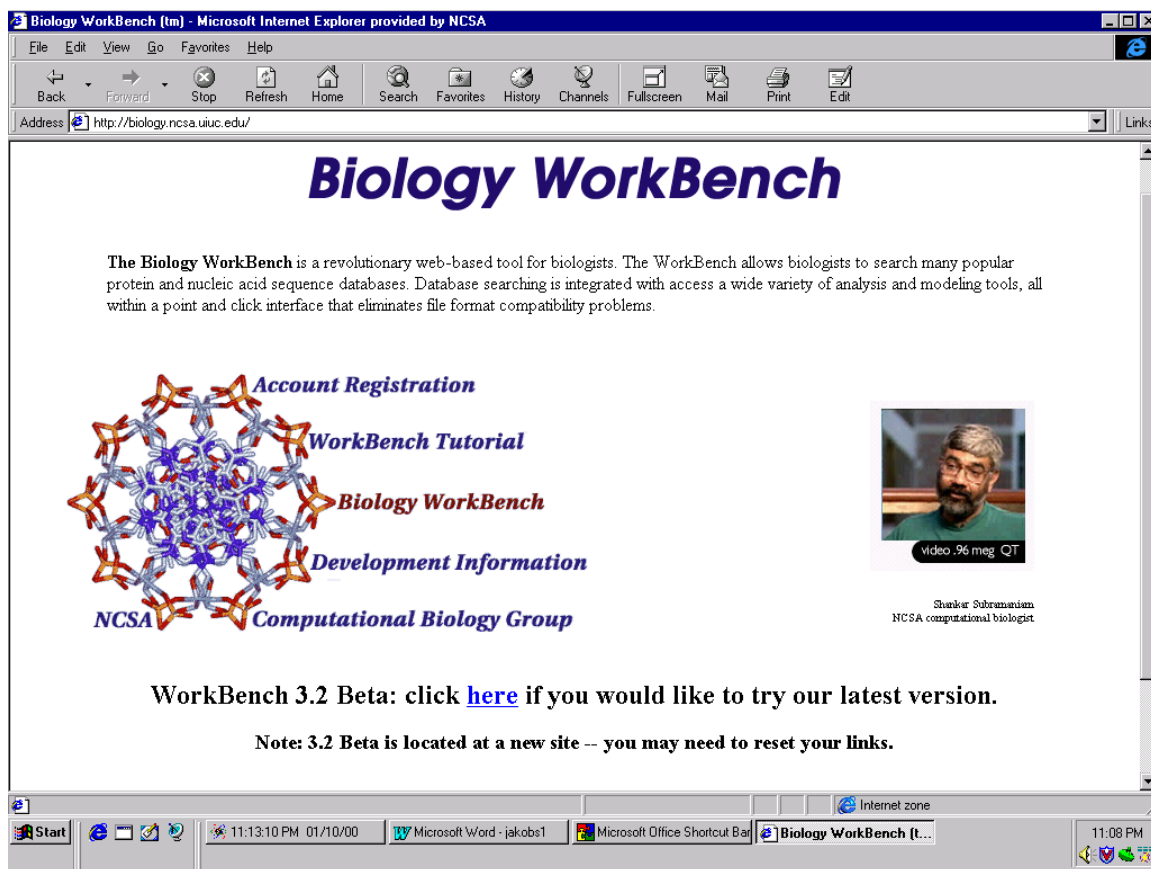 Biology WorkBench (tm) - Microsoft Internet Explorer provided by NCSA
File Edit View Go Favorites Help
Back Forward Stop Refresh Home Search Favorites History Channels Fullscreen Mail Print Edit
Address http://biology.ncsa.uiuc.edu/ Links
Biology WorkBench
The Biology WorkBench is a revolutionary web-based tool for biologists. The WorkBench allows biologists to search many popular
protein and nucleic acid sequence databases. Database searching is integrated with access a wide variety of analysis and modeling tools, all
within a point and click interface that eliminates file format compatibility problems.
Account Registration
WorkBench Tutorial
Biology WorkBench
Development Information
NCSA Computational Biology Group
video .96 meg QT
Shankar Subramaniam
NCSA computational biologist
WorkBench 3.2 Beta: click here if you would like to try our latest version.
Note: 3.2 Beta is located at a new site -- you may need to reset your links.
Internet zone
Start 11:13:10 PM 01/10/00 Microsoft Word - jakobs1 Microsoft Office Shortcut Bar Biology WorkBench (t... 11:08 PM